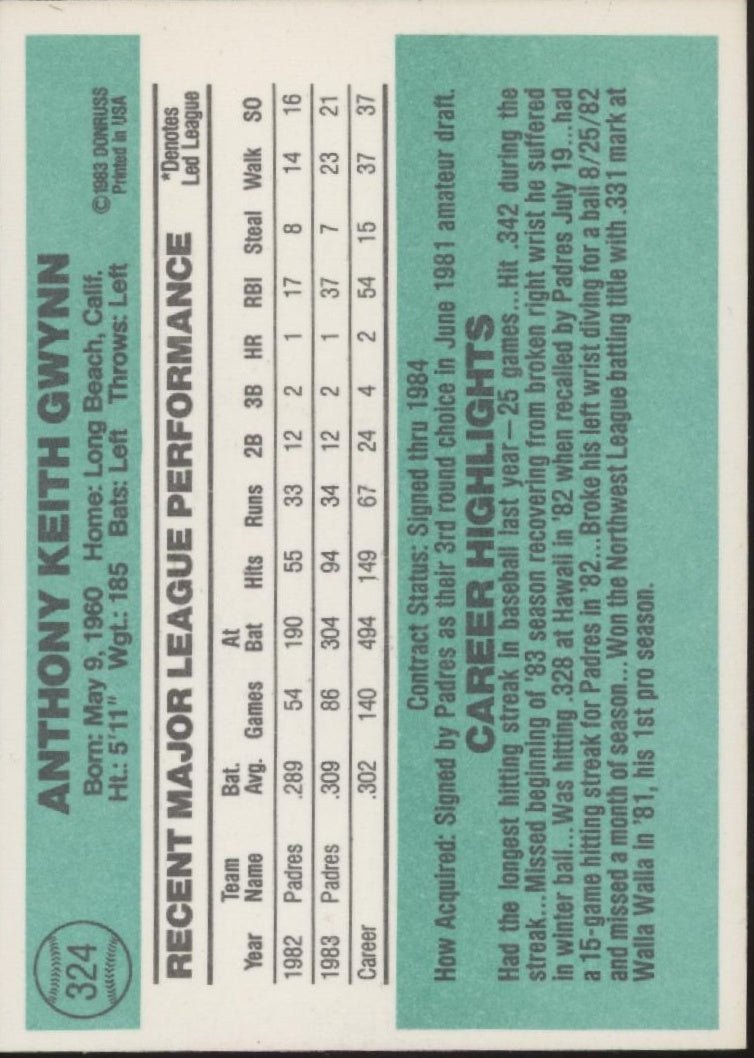 324
ANTHONY KEITH GWYNN
Born: May 9, 1960 Home: Long Beach, Calif.
Ht.: 5'11" Wgt.: 185 Bats: Left Throws: Left
©1983 DONRUSS
Printed in USA
RECENT MAJOR LEAGUE PERFORMANCE
*Denotes
Led League
Year Team Name Bat. Avg. Games At Bat Hits Runs 2B 3B HR RBI Steal Walk SO
1982 Padres .289 54 190 55 33 12 2 1 17 8 14 16
1983 Padres .309 86 304 94 34 12 2 1 37 7 23 21
Career .302 140 494 149 67 24 4 2 54 15 37 37
Contract Status: Signed thru 1984
How Acquired: Signed by Padres as their 3rd round choice in June 1981 amateur draft.
CAREER HIGHLIGHTS
Had the longest hitting streak in baseball last year—25 games...Hit .342 during the
streak...Missed beginning of '83 season recovering from broken right wrist he suffered
in winter ball...Was hitting .328 at Hawaii in '82 when recalled by Padres July 19...had
a 15-game hitting streak for Padres in '82...Broke his left wrist diving for a ball 8/25/82
and missed a month of season...Won the Northwest League batting title with .331 mark at
Walla Walla in '81, his 1st pro season.